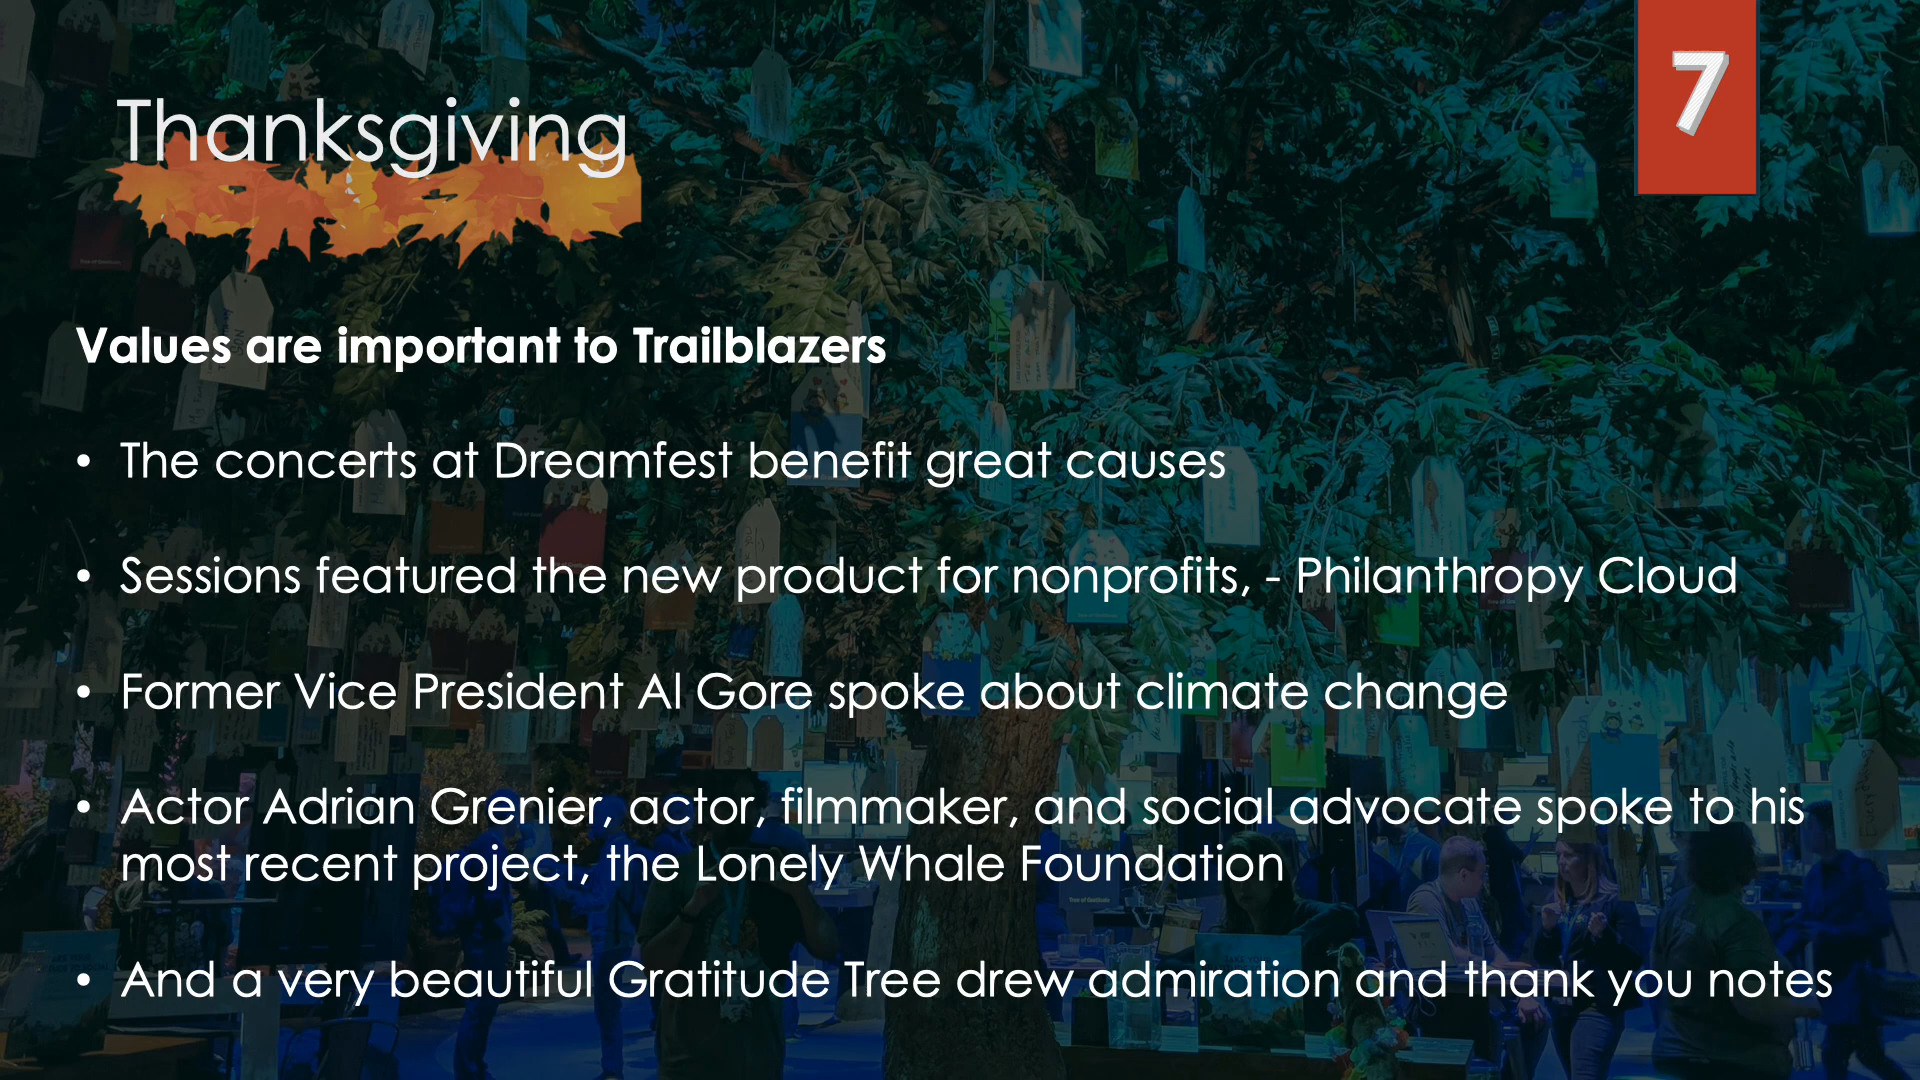 7
Thanksgiving
Values are important to Trailblazers
• The concerts at Dreamfest benefit great causes
• Sessions featured the new product for nonprofits, - Philanthropy Cloud
• Former Vice President Al Gore spoke about climate change
• Actor Adrian Grenier, actor, filmmaker, and social advocate spoke to his
most recent project, the Lonely Whale Foundation
• And a very beautiful Gratitude Tree drew admiration and thank you notes